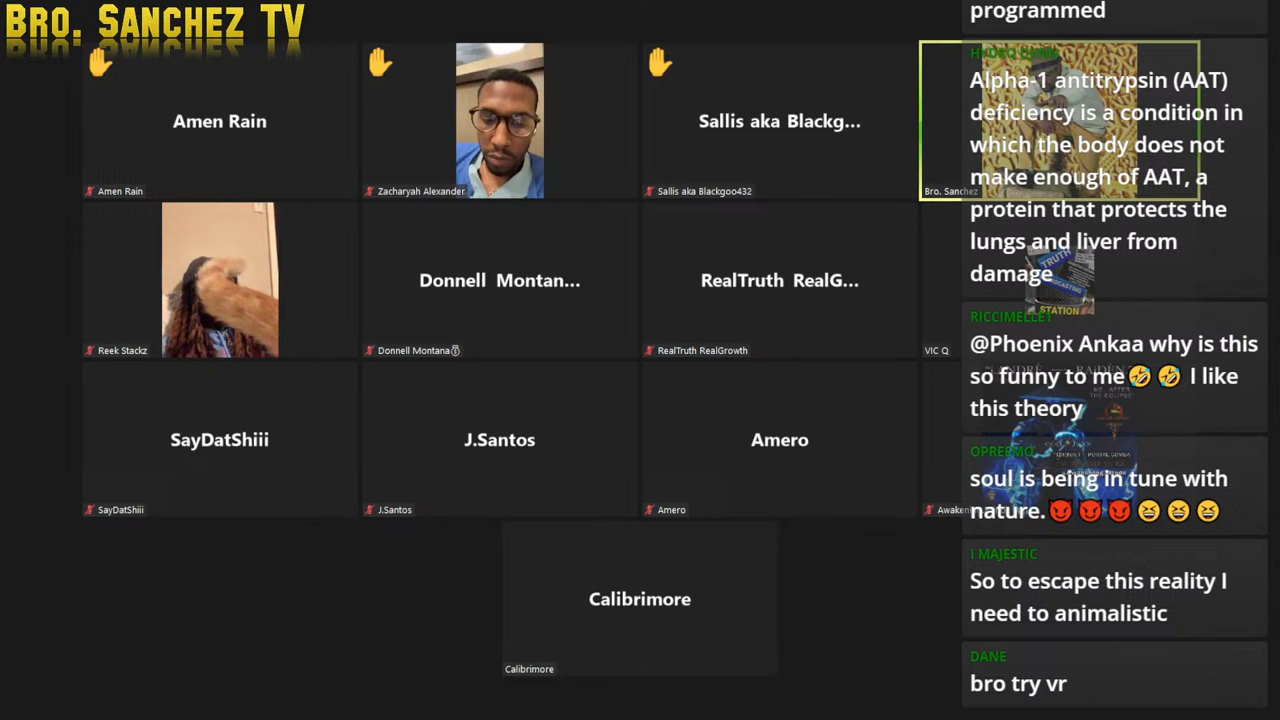 Bro. Sanchez TV
Amen Rain
Amen Rain
Zacharyah Alexander
Sallis aka Blackg...
Sallis aka Blackgoo432
Bro. Sanchez
Reek Stackz
Donnell Montan...
Donnell Montana
RealTruth RealG...
RealTruth RealGrowth
VIC Q
TRUTH
STATION
SayDatShiii
SayDatShiii
J.Santos
J.Santos
Amero
Amero
Calibrimore
Calibrimore
programmed
Alpha-1 antitrypsin (AAT)
deficiency is a condition in
which the body does not
make enough of AAT, a
protein that protects the
lungs and liver from
damage
RICCIMELLET
@Phoenix Ankaa why is this
so funny to me🤣 🤣 I like
this theory
OPREEMO
soul is being in tune with
nature. 😈 😈 😈 😆 😆 😆
I MAJESTIC
So to escape this reality I
need to animalistic
DANE
bro try vr